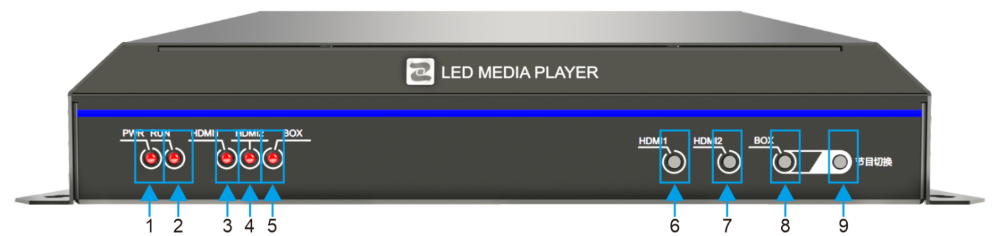 LED MEDIA PLAYER
PWR RUN HDMI1 HDMI2 BOX
HDMI1 HDMI2 BOX
节目切换
1 2 3 4 5 6 7 8 9